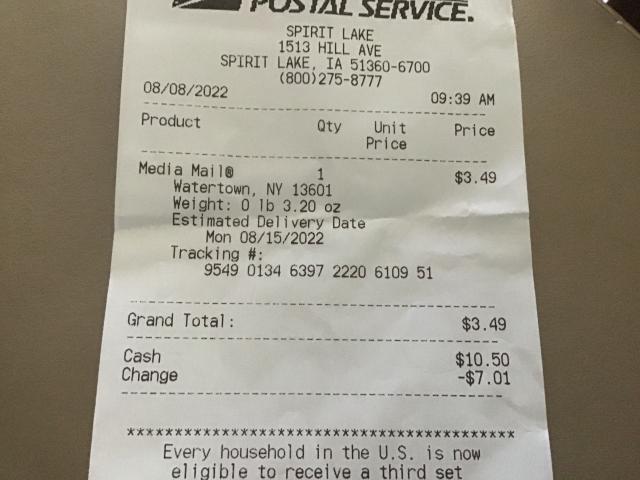 POSTAL SERVICE.
SPIRIT LAKE
1513 HILL AVE
SPIRIT LAKE, IA 51360-6700
(800)275-8777
08/08/2022 09:39 AM
Product Qty Unit Price
Price
Media Mail® 1 $3.49
Watertown, NY 13601
Weight: 0 lb 3.20 oz
Estimated Delivery Date
Mon 08/15/2022
Tracking #:
9549 0134 6397 2220 6109 51
Grand Total: $3.49
Cash $10.50
Change -$7.01
******************************************
Every household in the U.S. is now
eligible to receive a third set